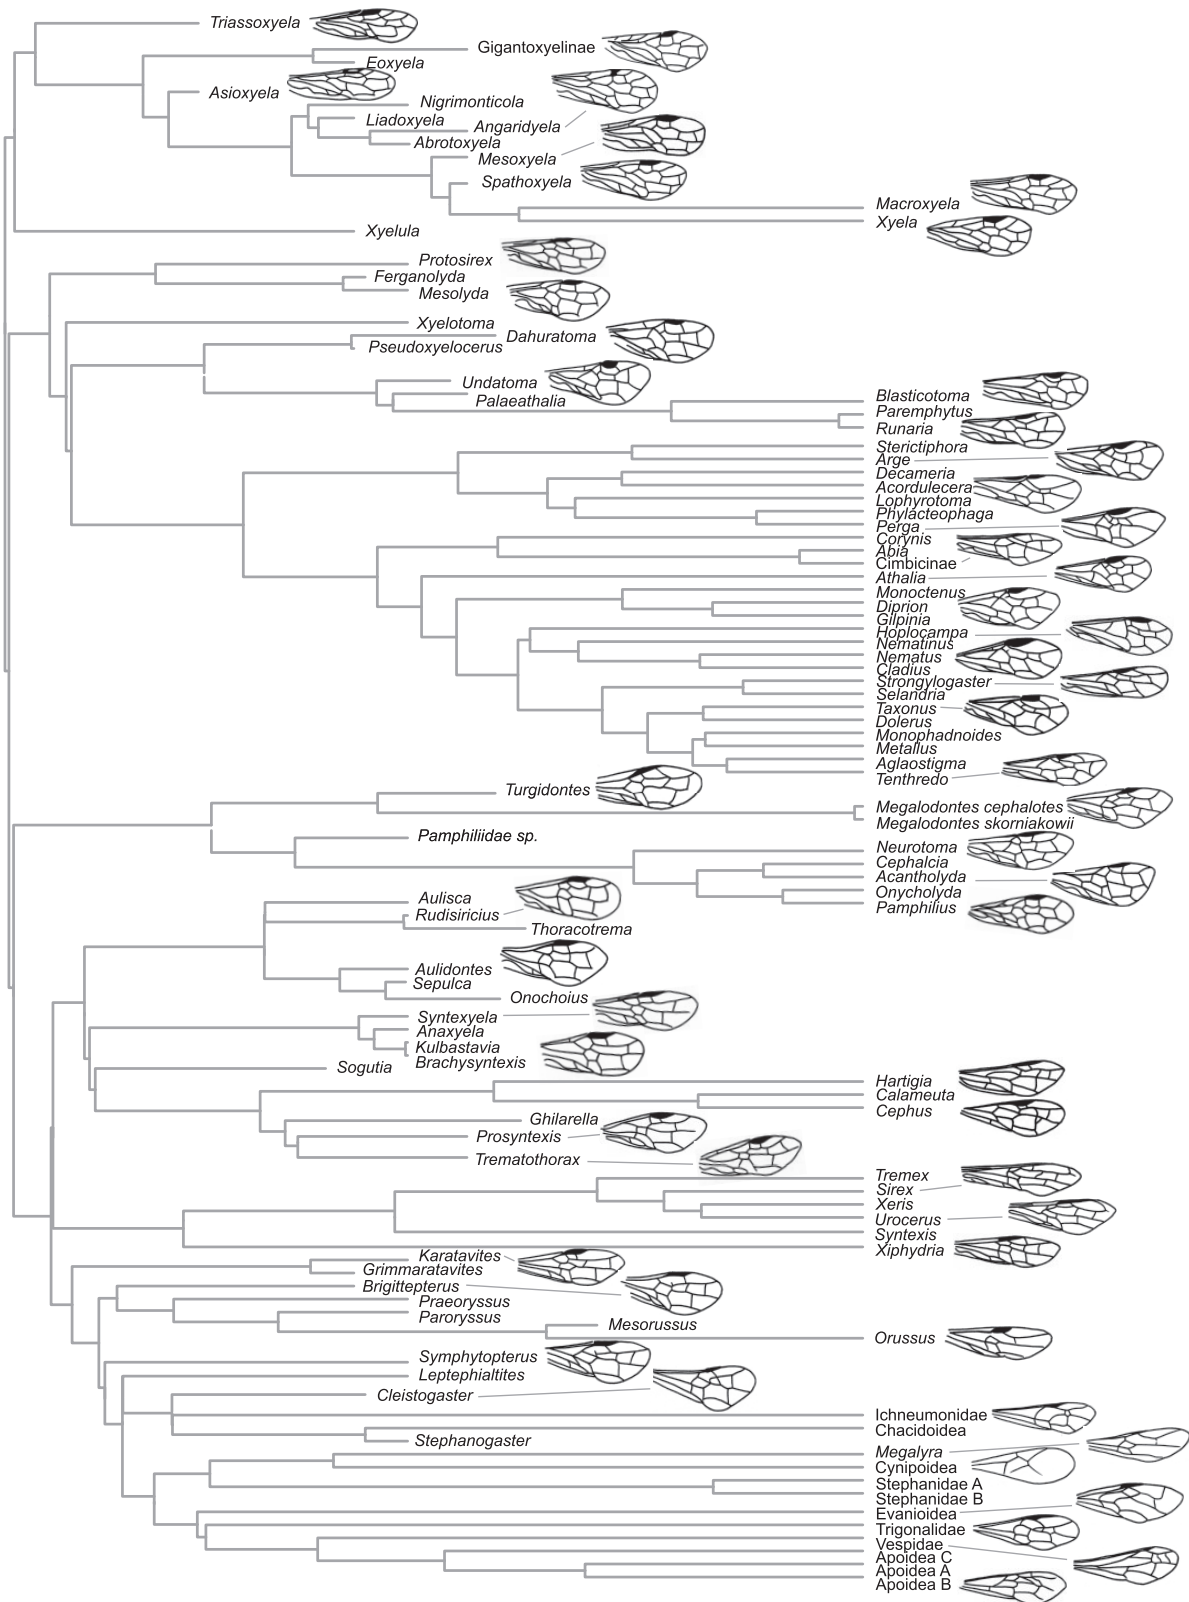 Triassoxyela
Gigantoxyelinae
Eoxyela
Asioxyela
Nigrimonticola
Liadoxyela
Angaridyela
Abrotoxyela
Mesoxyela
Spathoxyela
Macroxyela
Xyela
Xyelula
Protosirex
Ferganolyda
Mesolyda
Xyelotoma
Dahuratoma
Pseudoxyelocerus
Undatoma
Palaeathalia
Blasticotoma
Paremphytus
Runaria
Sterictiphora
Arge
Decameria
Acordulecera
Lophyrotoma
Phylacteophaga
Perga
Corynis
Abia
Cimbicinae
Athalia
Monoctenus
Diprion
Gilpinia
Hoplocampa
Nematinus
Nematus
Cladius
Strongylogaster
Selandria
Taxonus
Dolerus
Monophadnoides
Metallus
Aglaostigma
Tenthredo
Turgidontes
Megalodontes cephalotes
Megalodontes skorniakowii
Pamphiliidae sp.
Neurotoma
Cephalcia
Acantholyda
Onycholyda
Pamphilius
Aulisca
Rudisiricius
Thoracotrema
Aulidontes
Sepulca
Onochoius
Syntexyela
Anaxyela
Kulbastavia
Brachysyntexis
Sogutia
Hartigia
Calameuta
Cephus
Ghilarella
Prosyntexis
Trematothorax
Tremex
Sirex
Xeris
Urocerus
Syntexis
Xiphydria
Karatavites
Grimmaratavites
Brigittepterus
Praeoryssus
Paroryssus
Mesorussus
Orussus
Symphytopterus
Leptephialtites
Cleistogaster
Ichneumonidae
Chacidoidea
Stephanogaster
Megalyra
Cynipoidea
Stephanidae A
Stephanidae B
Evanioidea
Trigonalidae
Vespidae
Apoidea C
Apoidea A
Apoidea B